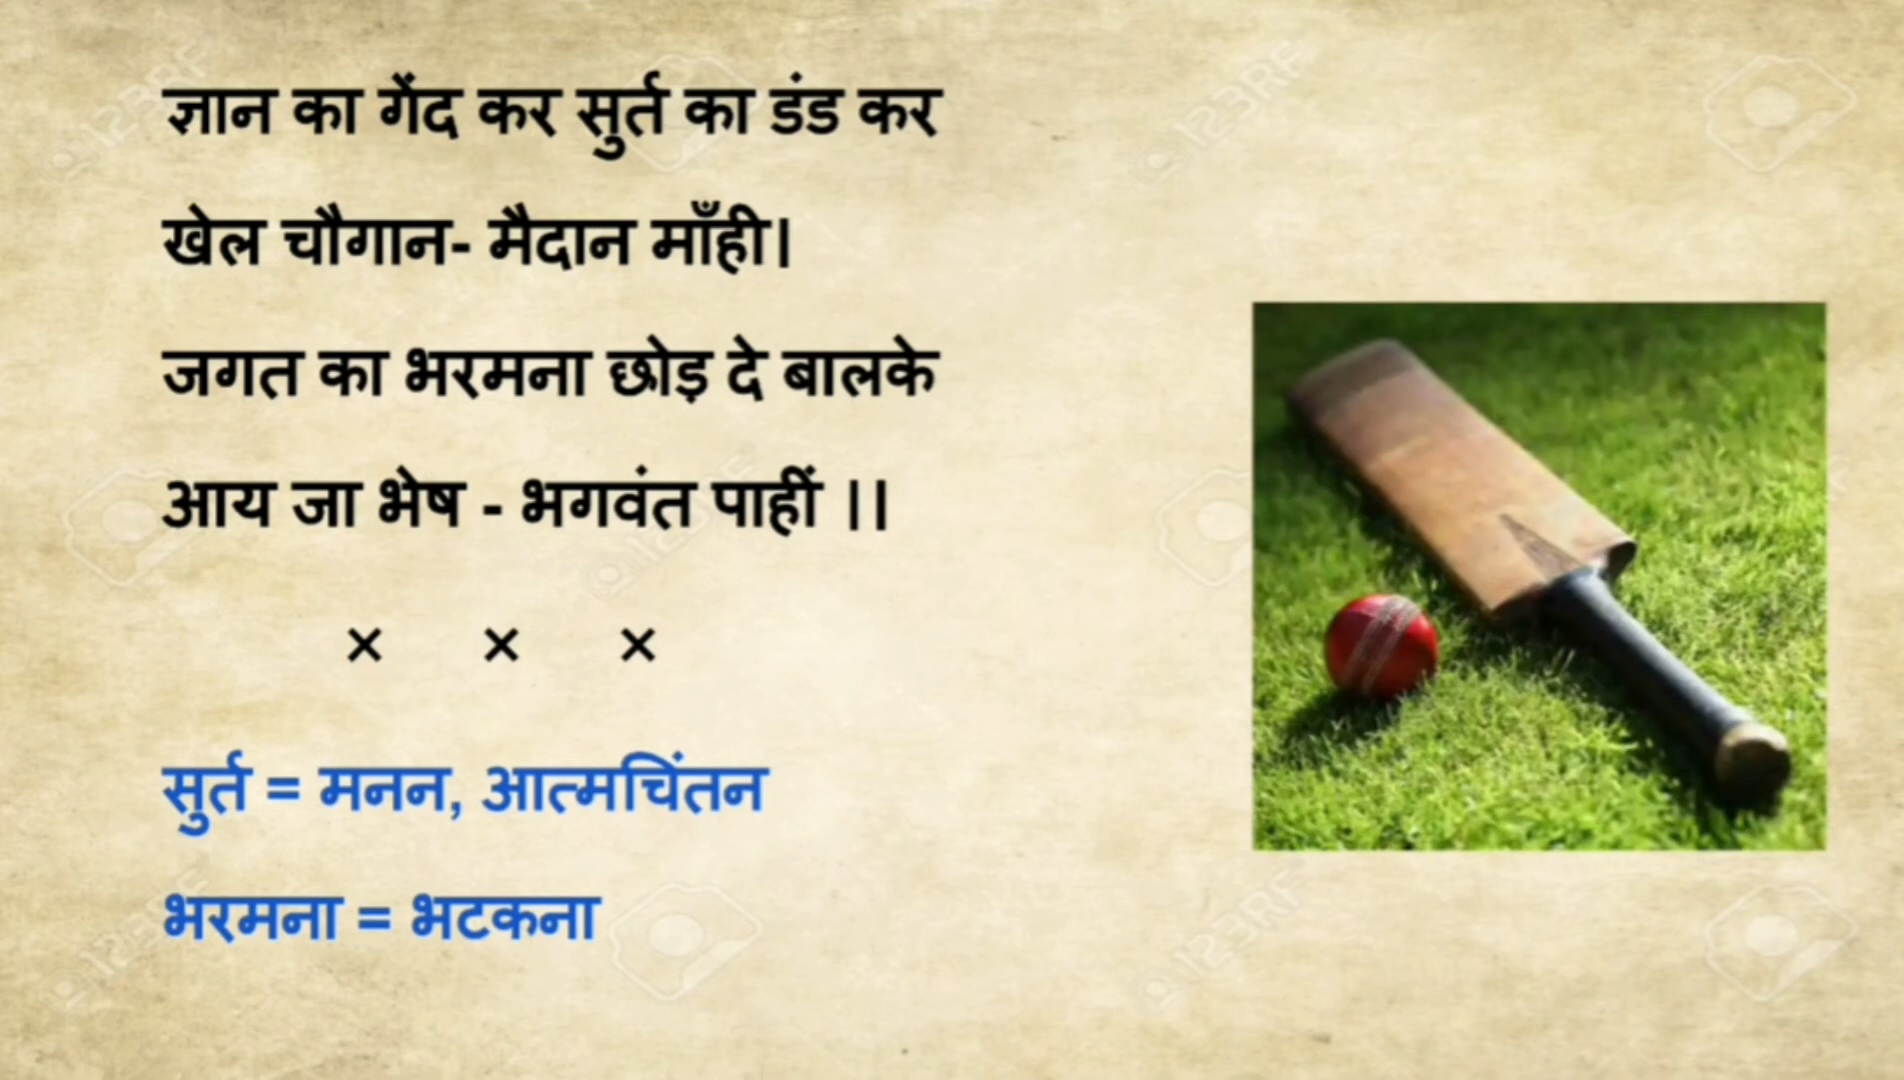 ज्ञान का गेंद कर सुर्त का डंड कर
खेल चौगान- मैदान माँही।
जगत का भरमना छोड़ दे बालके
आय जा भेष - भगवंत पाहीं ।।
× × ×
सुर्त = मनन, आत्मचिंतन
भरमना = भटकना